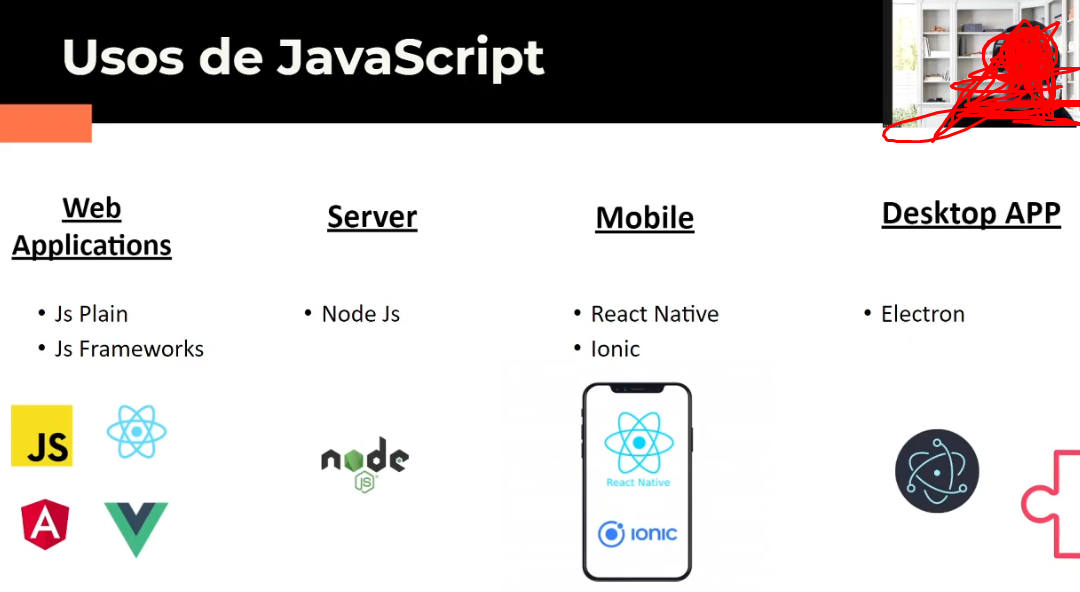 Usos de JavaScript
Web
Applications
Server
Mobile
Desktop APP
• Js Plain
• Js Frameworks
• Node Js
• React Native
• Ionic
• Electron
JS
A
node
JS
React Native
IONIC